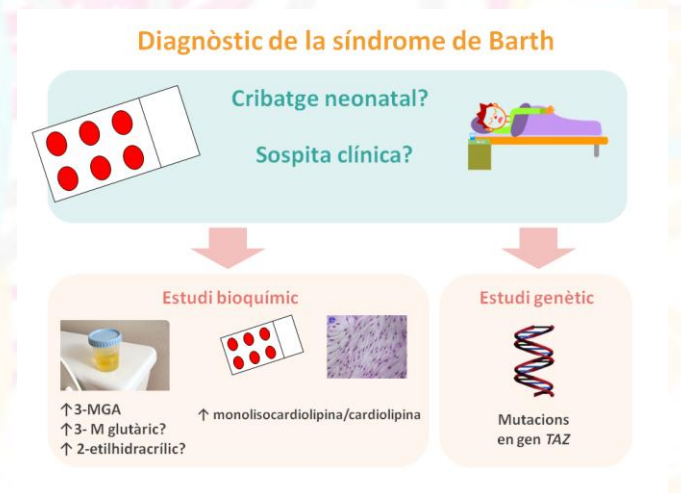 Diagnòstic de la síndrome de Barth
Cribatge neonatal?
Sospita clínica?
Estudi bioquímic
↑3-MGA
↑3- M glutàric?
↑ 2-etilhidracrílic?
↑ monolisocardiolipina/cardiolipina
Estudi genètic
Mutacions
en gen TAZ